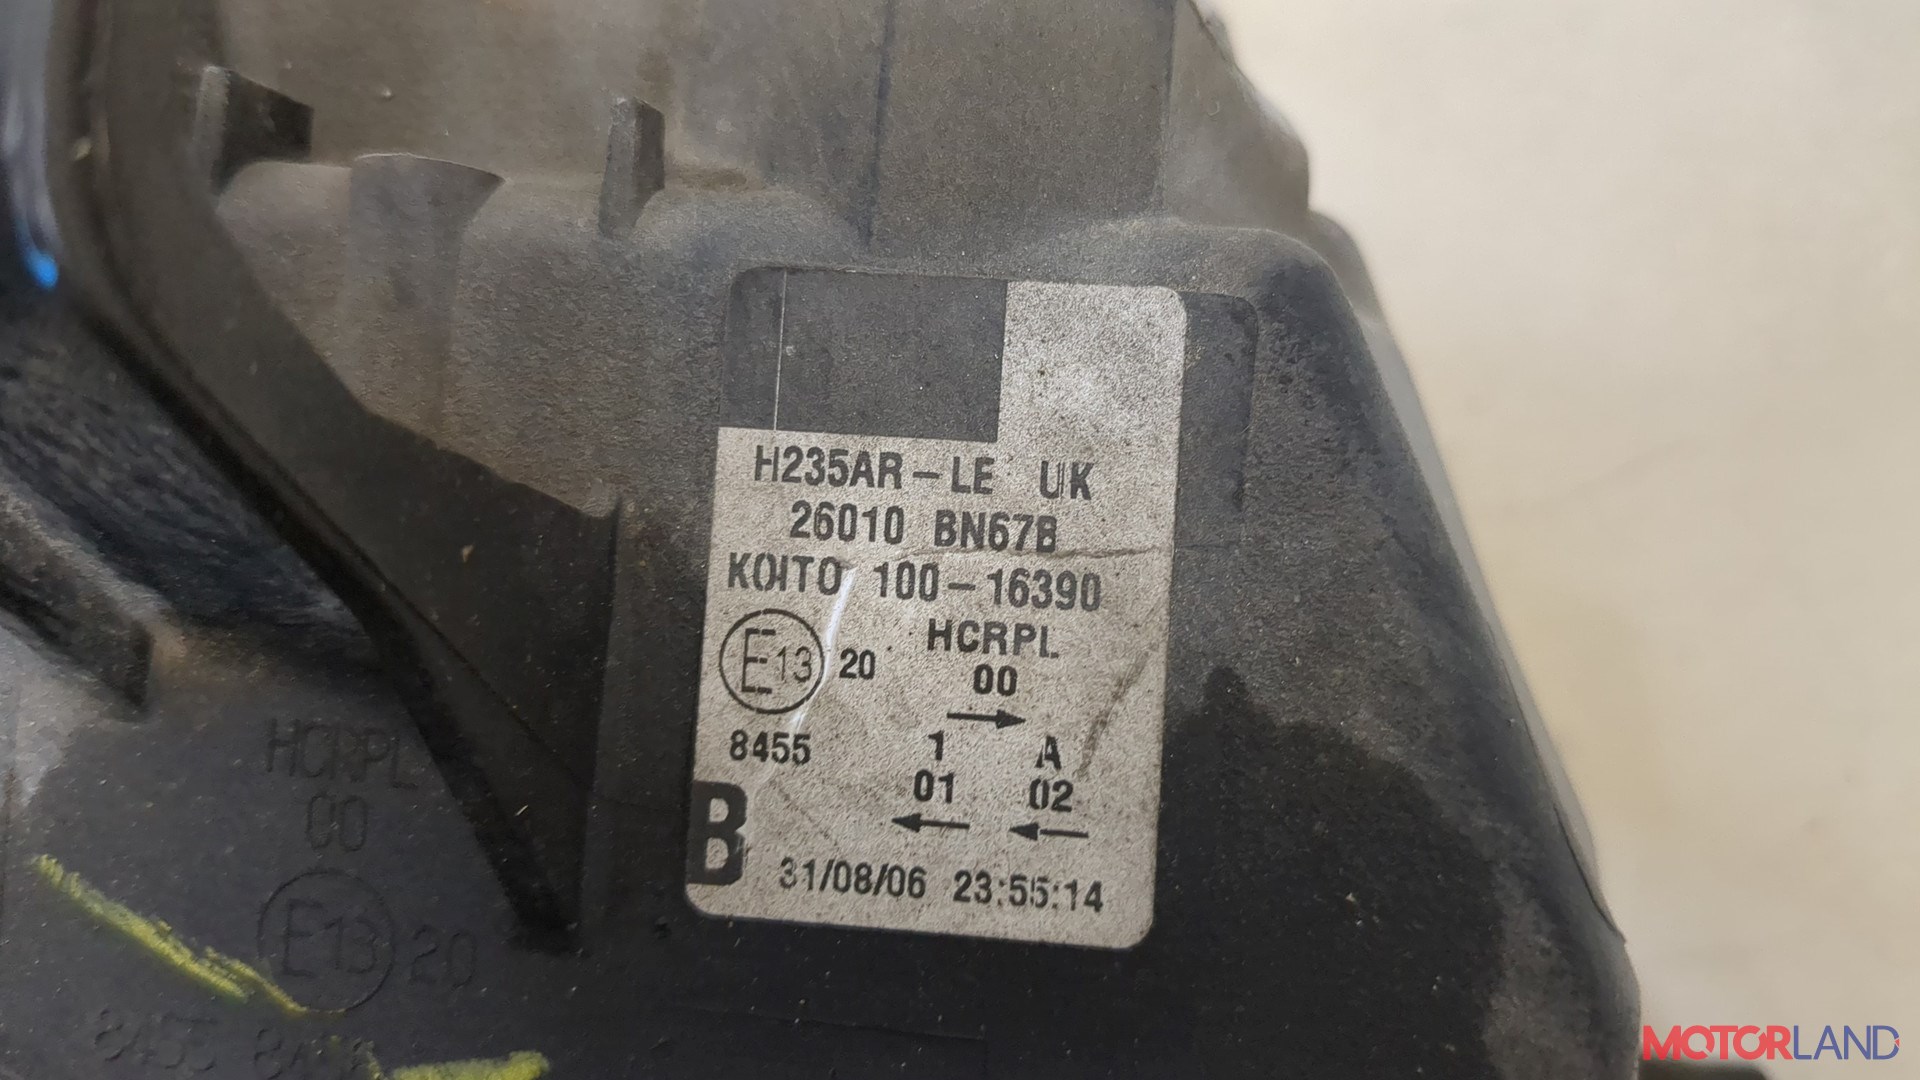 H235AR-LE UK
26010 BN67B
KOITO 100-16390
E13 20 HCRPL
00
→
8455 1 A
01 02
← ←
B
31/08/06 23:55:14
HCRPL
00
E13 20
8455
MOTORLAND